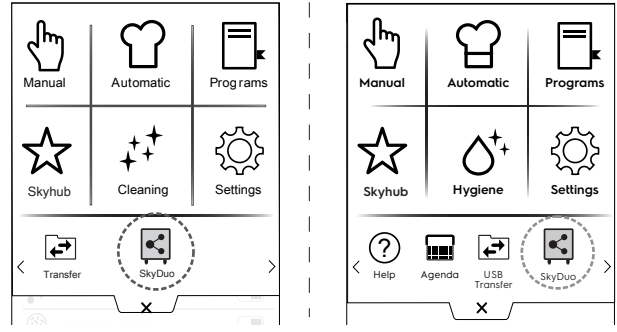 Manual Automatic Programs
Skyhub Cleaning Settings
Transfer SkyDuo
Manual Automatic Programs
Skyhub Hygiene Settings
Help Agenda USB Transfer SkyDuo